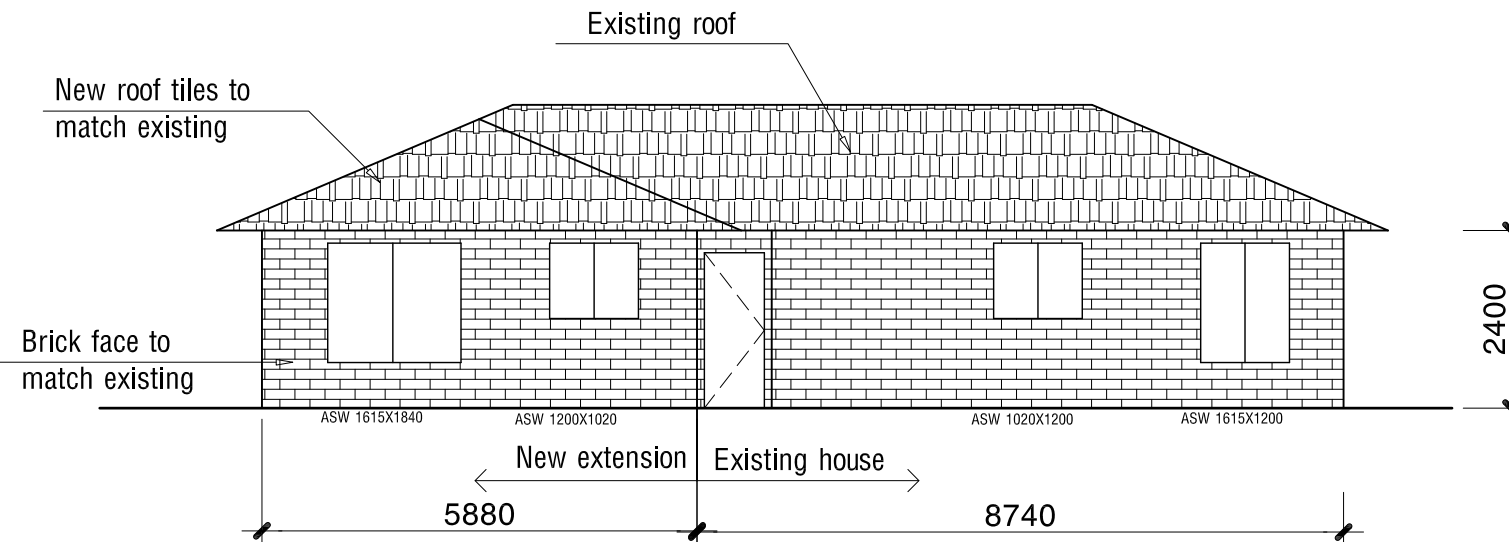 Existing roof
New roof tiles to
match existing
Brick face to
match existing
2400
ASW 1615X1840
ASW 1200X1020
ASW 1020X1200
ASW 1615X1200
New extension
Existing house
5880
8740